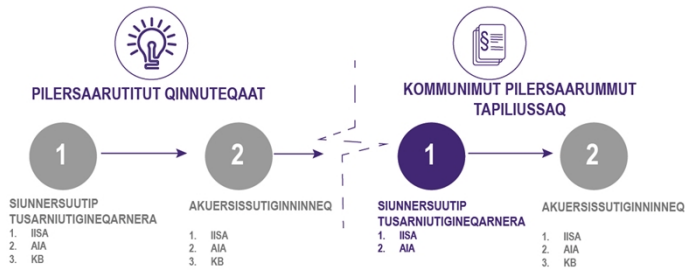 §
PILERSAARUTITUT QINNUTEQAAT
KOMMUNIMUT PILERSAARUMMUT
TAPILIUSSAQ
1
2
1
2
SIUNNERSUUTIP
TUSARNIUTIGINEQARNERA
1. IISA
2. AIA
3. KB
AKUERSISSUTIGINNINNEQ
1. IISA
2. AIA
3. KB
SIUNNERSUUTIP
TUSARNIUTIGINEQARNERA
1. IISA
2. AIA
AKUERSISSUTIGINNINNEQ
1. IISA
2. AIA
3. KB